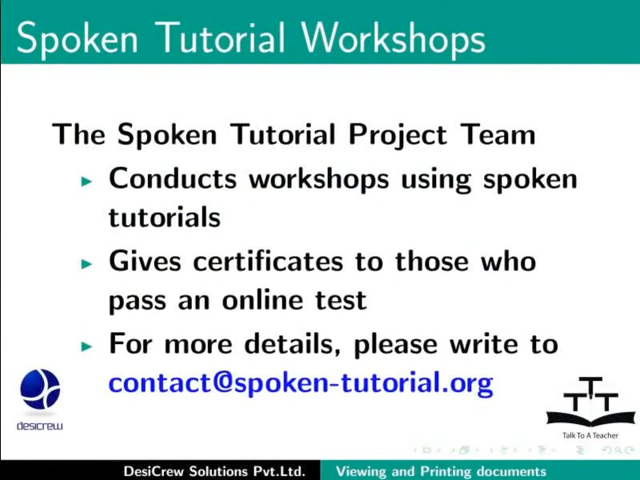 Spoken Tutorial Workshops
The Spoken Tutorial Project Team
Conducts workshops using spoken
tutorials
Gives certificates to those who
pass an online test
For more details, please write to
contact@spoken-tutorial.org
desicrew
TTT
Talk To A Teacher
DesiCrew Solutions Pvt.Ltd.
Viewing and Printing documents